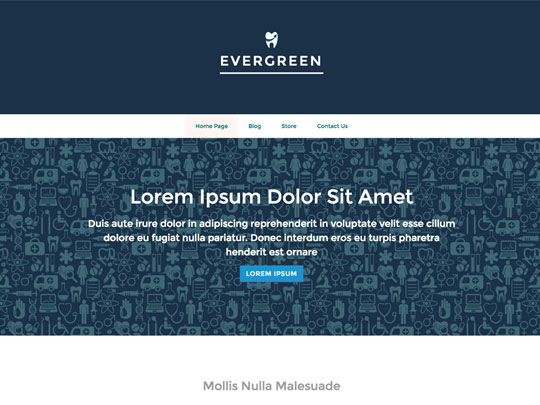 EVERGREEN
Home Page Blog Store Contact Us
Lorem Ipsum Dolor Sit Amet
Duis aute irure dolor in adipiscing reprehenderit in voluptate velit esse cillum
dolore eu fugiat nulla pariatur. Donec interdum eros eu turpis pharetra
henderit est ornare
LOREM IPSUM
Mollis Nulla Malesuade